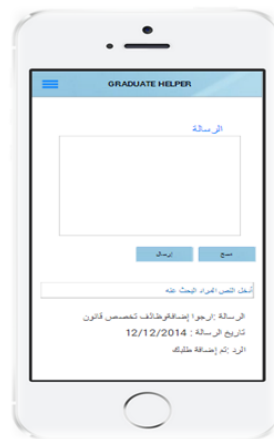 GRADUATE HELPER
الرسالة
مسح إرسال
أدخل النص المراد البحث عنه
الرسالة :ارجوا إضافةوظائف تخصص قانون
تاريخ الرسالة : 12/12/2014
الرد :تم إضافة طلبك